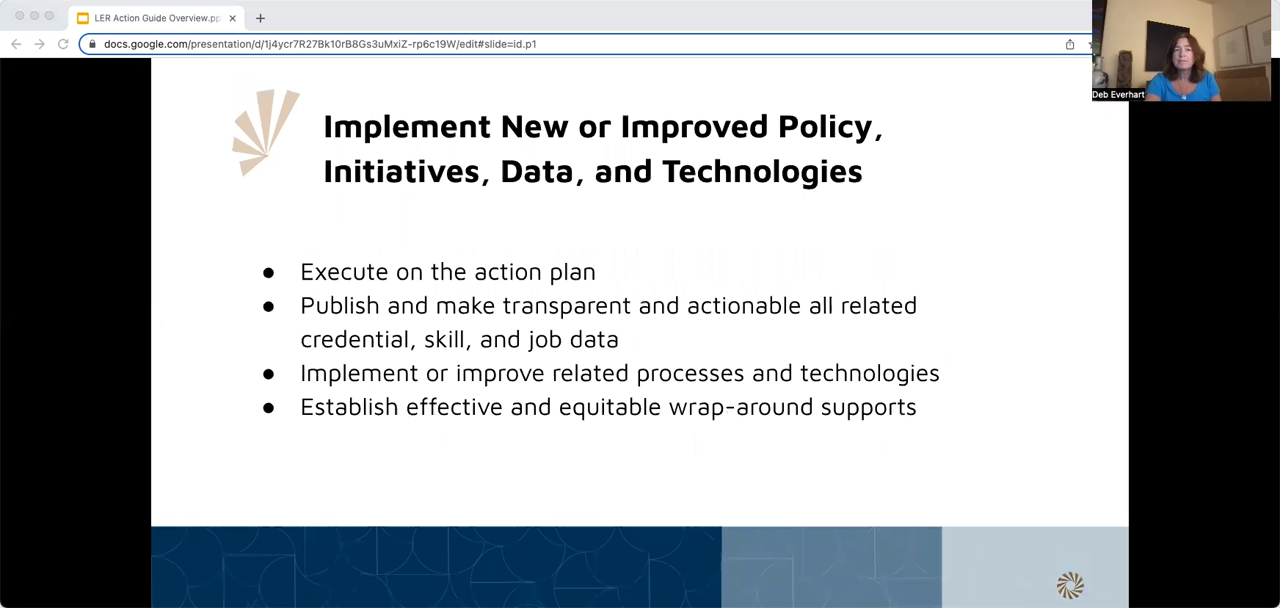 LER Action Guide Overview.pp
docs.google.com/presentation/d/1j4ycr7R27Bk10rB8Gs3uMxiZ-rp6c19W/edit#slide=id.p1
Deb Everhart
Implement New or Improved Policy,
Initiatives, Data, and Technologies
● Execute on the action plan
● Publish and make transparent and actionable all related
credential, skill, and job data
● Implement or improve related processes and technologies
● Establish effective and equitable wrap-around supports